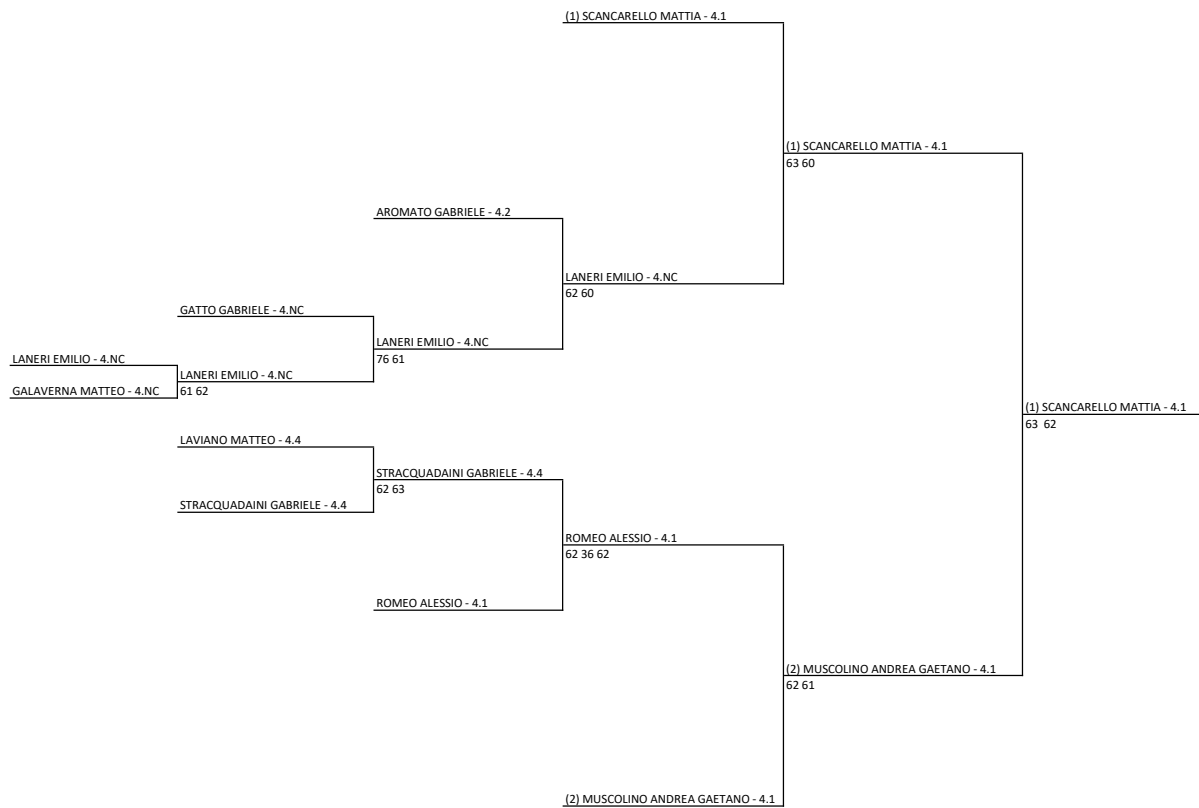 (1) SCANCARELLO MATTIA - 4.1
(1) SCANCARELLO MATTIA - 4.1
63 60
AROMATO GABRIELE - 4.2
LANERI EMILIO - 4.NC
62 60
GATTO GABRIELE - 4.NC
LANERI EMILIO - 4.NC
76 61
LANERI EMILIO - 4.NC
LANERI EMILIO - 4.NC
61 62
GALAVERNA MATTEO - 4.NC
(1) SCANCARELLO MATTIA - 4.1
63  62
LAVIANO MATTEO - 4.4
STRACQUADAINI GABRIELE - 4.4
62 63
STRACQUADAINI GABRIELE - 4.4
ROMEO ALESSIO - 4.1
62 36 62
ROMEO ALESSIO - 4.1
(2) MUSCOLINO ANDREA GAETANO - 4.1
62 61
(2) MUSCOLINO ANDREA GAETANO - 4.1